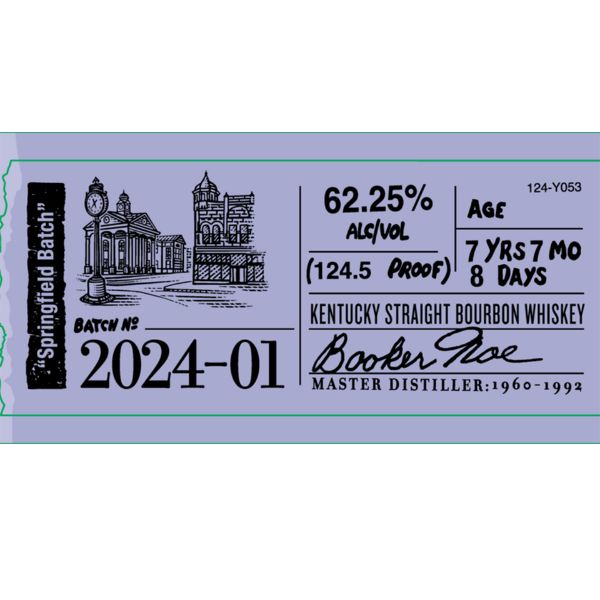 "Springfield Batch"
BATCH Nº
2024-01
62.25%
ALC/VOL
(124.5 PROOF)
124-Y053
AGE
7 YRS 7 MO
8 DAYS
KENTUCKY STRAIGHT BOURBON WHISKEY
Booker Noe
MASTER DISTILLER:1960-1992